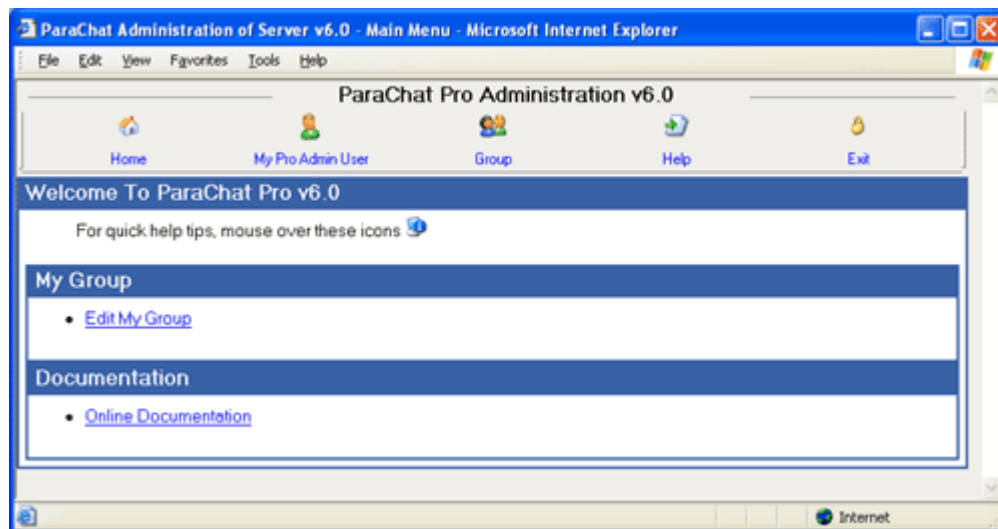 ParaChat Administration of Server v6.0 - Main Menu - Microsoft Internet Explorer
File Edit View Favorites Tools Help
ParaChat Pro Administration v6.0
Home My Pro Admin User Group Help Exit
Welcome To ParaChat Pro v6.0
For quick help tips, mouse over these icons
My Group
• Edit My Group
Documentation
• Online Documentation
Internet